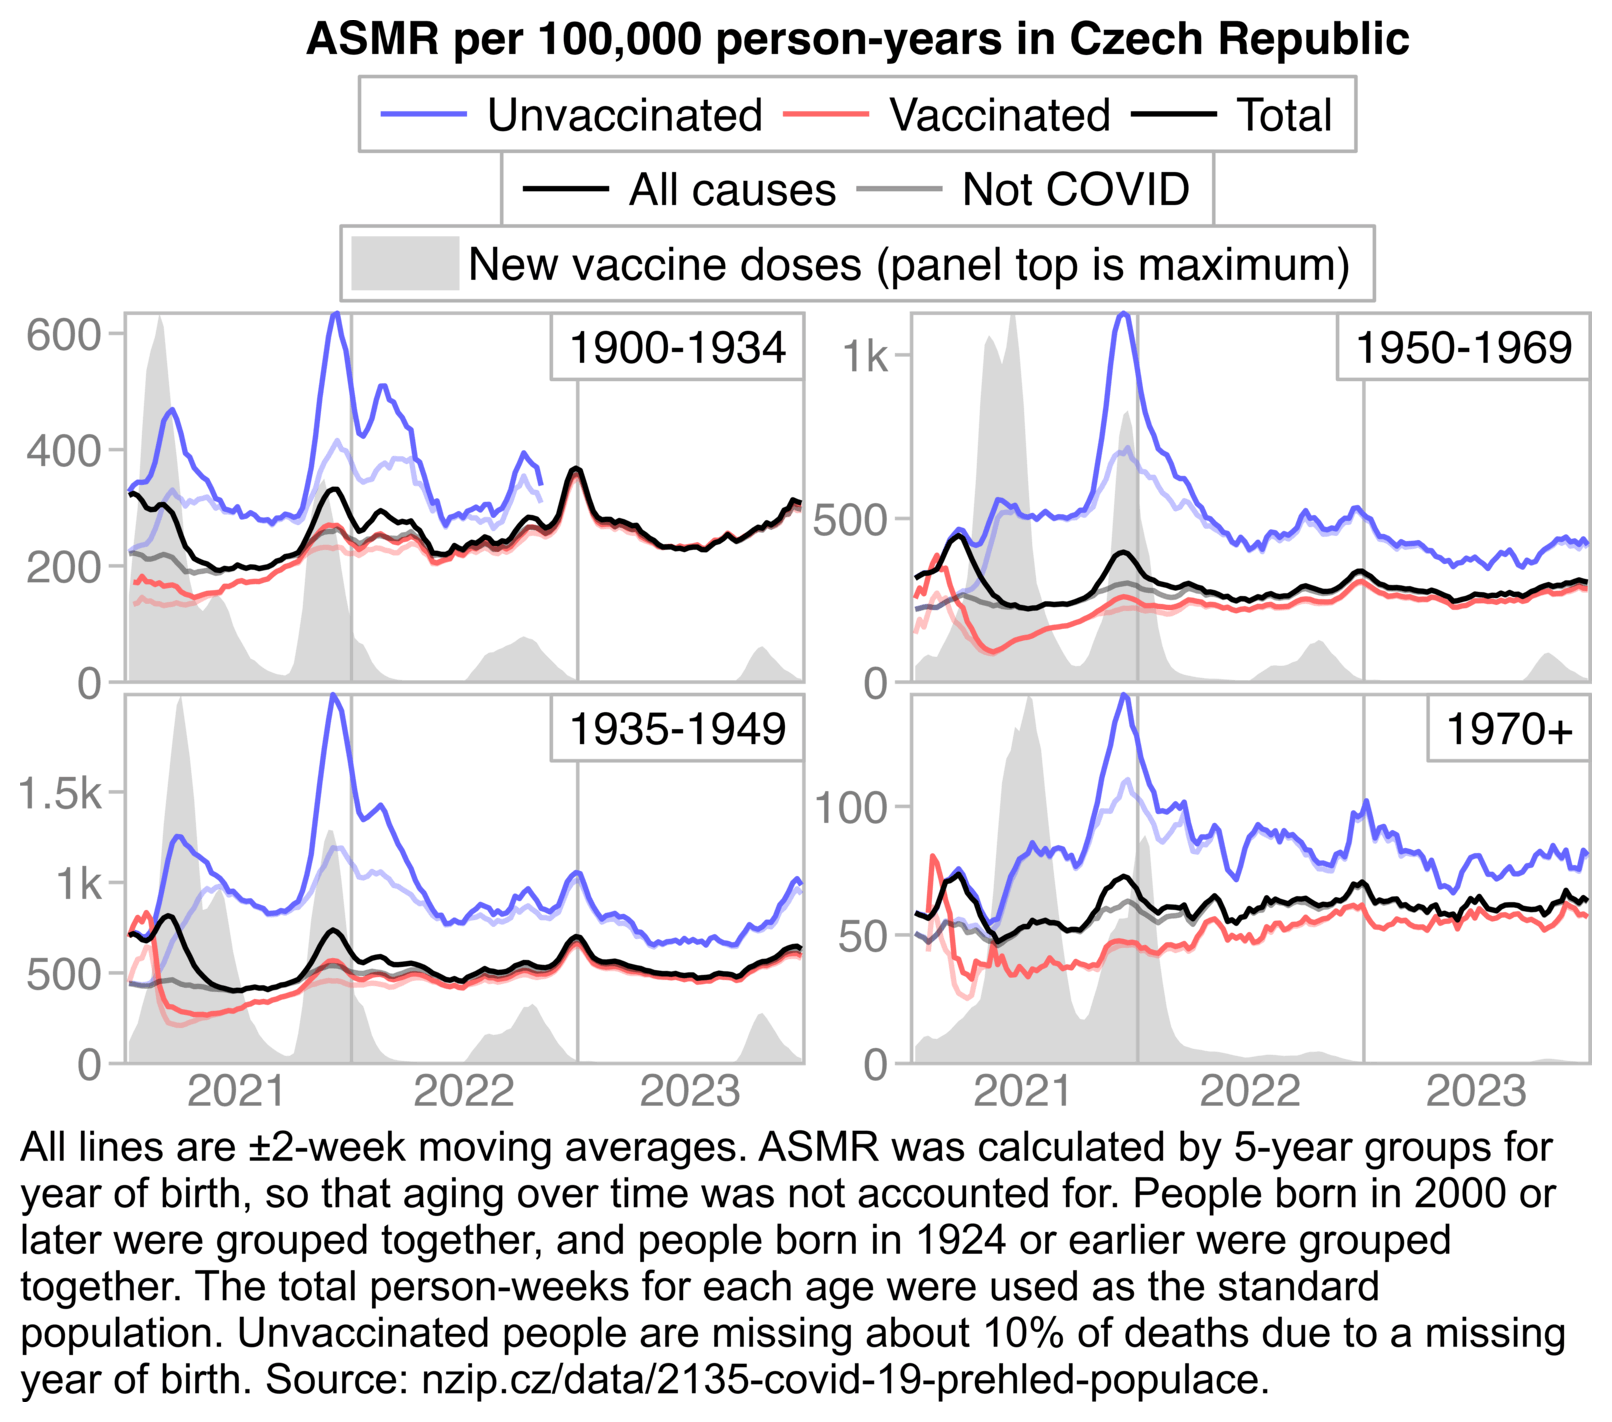 ASMR per 100,000 person-years in Czech Republic
Unvaccinated Vaccinated Total
All causes Not COVID
New vaccine doses (panel top is maximum)
1900-1934
600
400
200
0
1950-1969
1k
500
0
1935-1949
1.5k
1k
500
0
2021 2022 2023
1970+
100
50
0
2021 2022 2023
All lines are ±2-week moving averages. ASMR was calculated by 5-year groups for
year of birth, so that aging over time was not accounted for. People born in 2000 or
later were grouped together, and people born in 1924 or earlier were grouped
together. The total person-weeks for each age were used as the standard
population. Unvaccinated people are missing about 10% of deaths due to a missing
year of birth. Source: nzip.cz/data/2135-covid-19-prehled-populace.